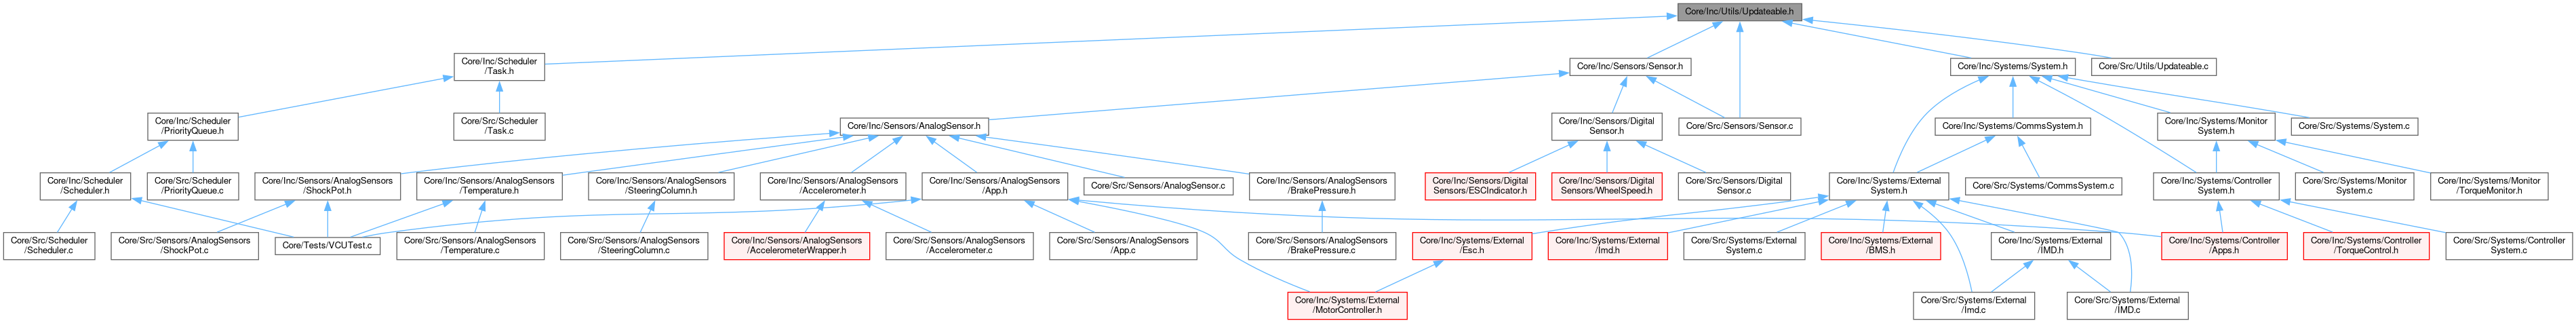 Core/Inc/Utils/Updateable.h
Core/Inc/Scheduler
/Task.h
Core/Inc/Sensors/Sensor.h
Core/Inc/Systems/System.h
Core/Src/Utils/Updateable.c
Core/Inc/Scheduler
/PriorityQueue.h
Core/Src/Scheduler
/Task.c
Core/Inc/Sensors/AnalogSensor.h
Core/Inc/Sensors/Digital
Sensor.h
Core/Src/Sensors/Sensor.c
Core/Inc/Systems/CommsSystem.h
Core/Inc/Systems/Monitor
System.h
Core/Src/Systems/System.c
Core/Inc/Scheduler
/Scheduler.h
Core/Src/Scheduler
/PriorityQueue.c
Core/Inc/Sensors/AnalogSensors
/ShockPot.h
Core/Inc/Sensors/AnalogSensors
/Temperature.h
Core/Inc/Sensors/AnalogSensors
/SteeringColumn.h
Core/Inc/Sensors/AnalogSensors
/Accelerometer.h
Core/Inc/Sensors/AnalogSensors
/App.h
Core/Src/Sensors/AnalogSensor.c
Core/Inc/Sensors/AnalogSensors
/BrakePressure.h
Core/Inc/Sensors/Digital
Sensors/ESCIndicator.h
Core/Inc/Sensors/Digital
Sensors/WheelSpeed.h
Core/Src/Sensors/Digital
Sensor.c
Core/Inc/Systems/External
System.h
Core/Src/Systems/CommsSystem.c
Core/Inc/Systems/Controller
System.h
Core/Src/Systems/Monitor
System.c
Core/Inc/Systems/Monitor
/TorqueMonitor.h
Core/Src/Scheduler
/Scheduler.c
Core/Src/Sensors/AnalogSensors
/ShockPot.c
Core/Tests/VCUTest.c
Core/Src/Sensors/AnalogSensors
/Temperature.c
Core/Src/Sensors/AnalogSensors
/SteeringColumn.c
Core/Inc/Sensors/AnalogSensors
/AccelerometerWrapper.h
Core/Src/Sensors/AnalogSensors
/Accelerometer.c
Core/Src/Sensors/AnalogSensors
/App.c
Core/Src/Sensors/AnalogSensors
/BrakePressure.c
Core/Inc/Systems/External
/Esc.h
Core/Inc/Systems/External
/Imd.h
Core/Src/Systems/External
System.c
Core/Inc/Systems/External
/BMS.h
Core/Inc/Systems/External
/IMD.h
Core/Inc/Systems/Controller
/Apps.h
Core/Inc/Systems/Controller
/TorqueControl.h
Core/Src/Systems/Controller
System.c
Core/Inc/Systems/External
/MotorController.h
Core/Src/Systems/External
/Imd.c
Core/Src/Systems/External
/IMD.c